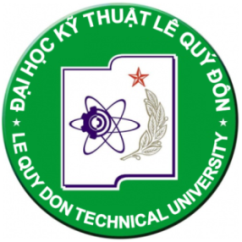 ĐẠI HỌC KỸ THUẬT LÊ QUÝ ĐÔN
LE QUY DON TECHNICAL UNIVERSITY